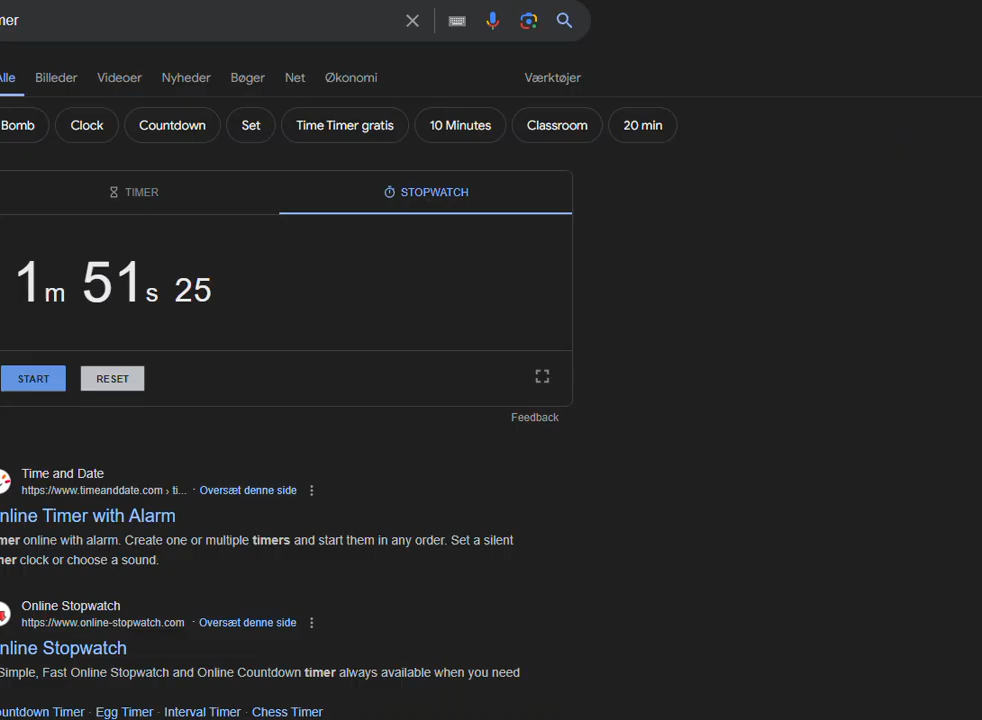 mer
Alle Billeder Videoer Nyheder Bøger Net Økonomi Værktøjer
Bomb Clock Countdown Set Time Timer gratis 10 Minutes Classroom 20 min
TIMER STOPWATCH
1m 51s 25
START RESET
Feedback
Time and Date
https://www.timeanddate.com › ti... · Oversæt denne side
nline Timer with Alarm
mer online with alarm. Create one or multiple timers and start them in any order. Set a silent
mer clock or choose a sound.
Online Stopwatch
https://www.online-stopwatch.com · Oversæt denne side
nline Stopwatch
Simple, Fast Online Stopwatch and Online Countdown timer always available when you need
ountdown Timer · Egg Timer · Interval Timer · Chess Timer